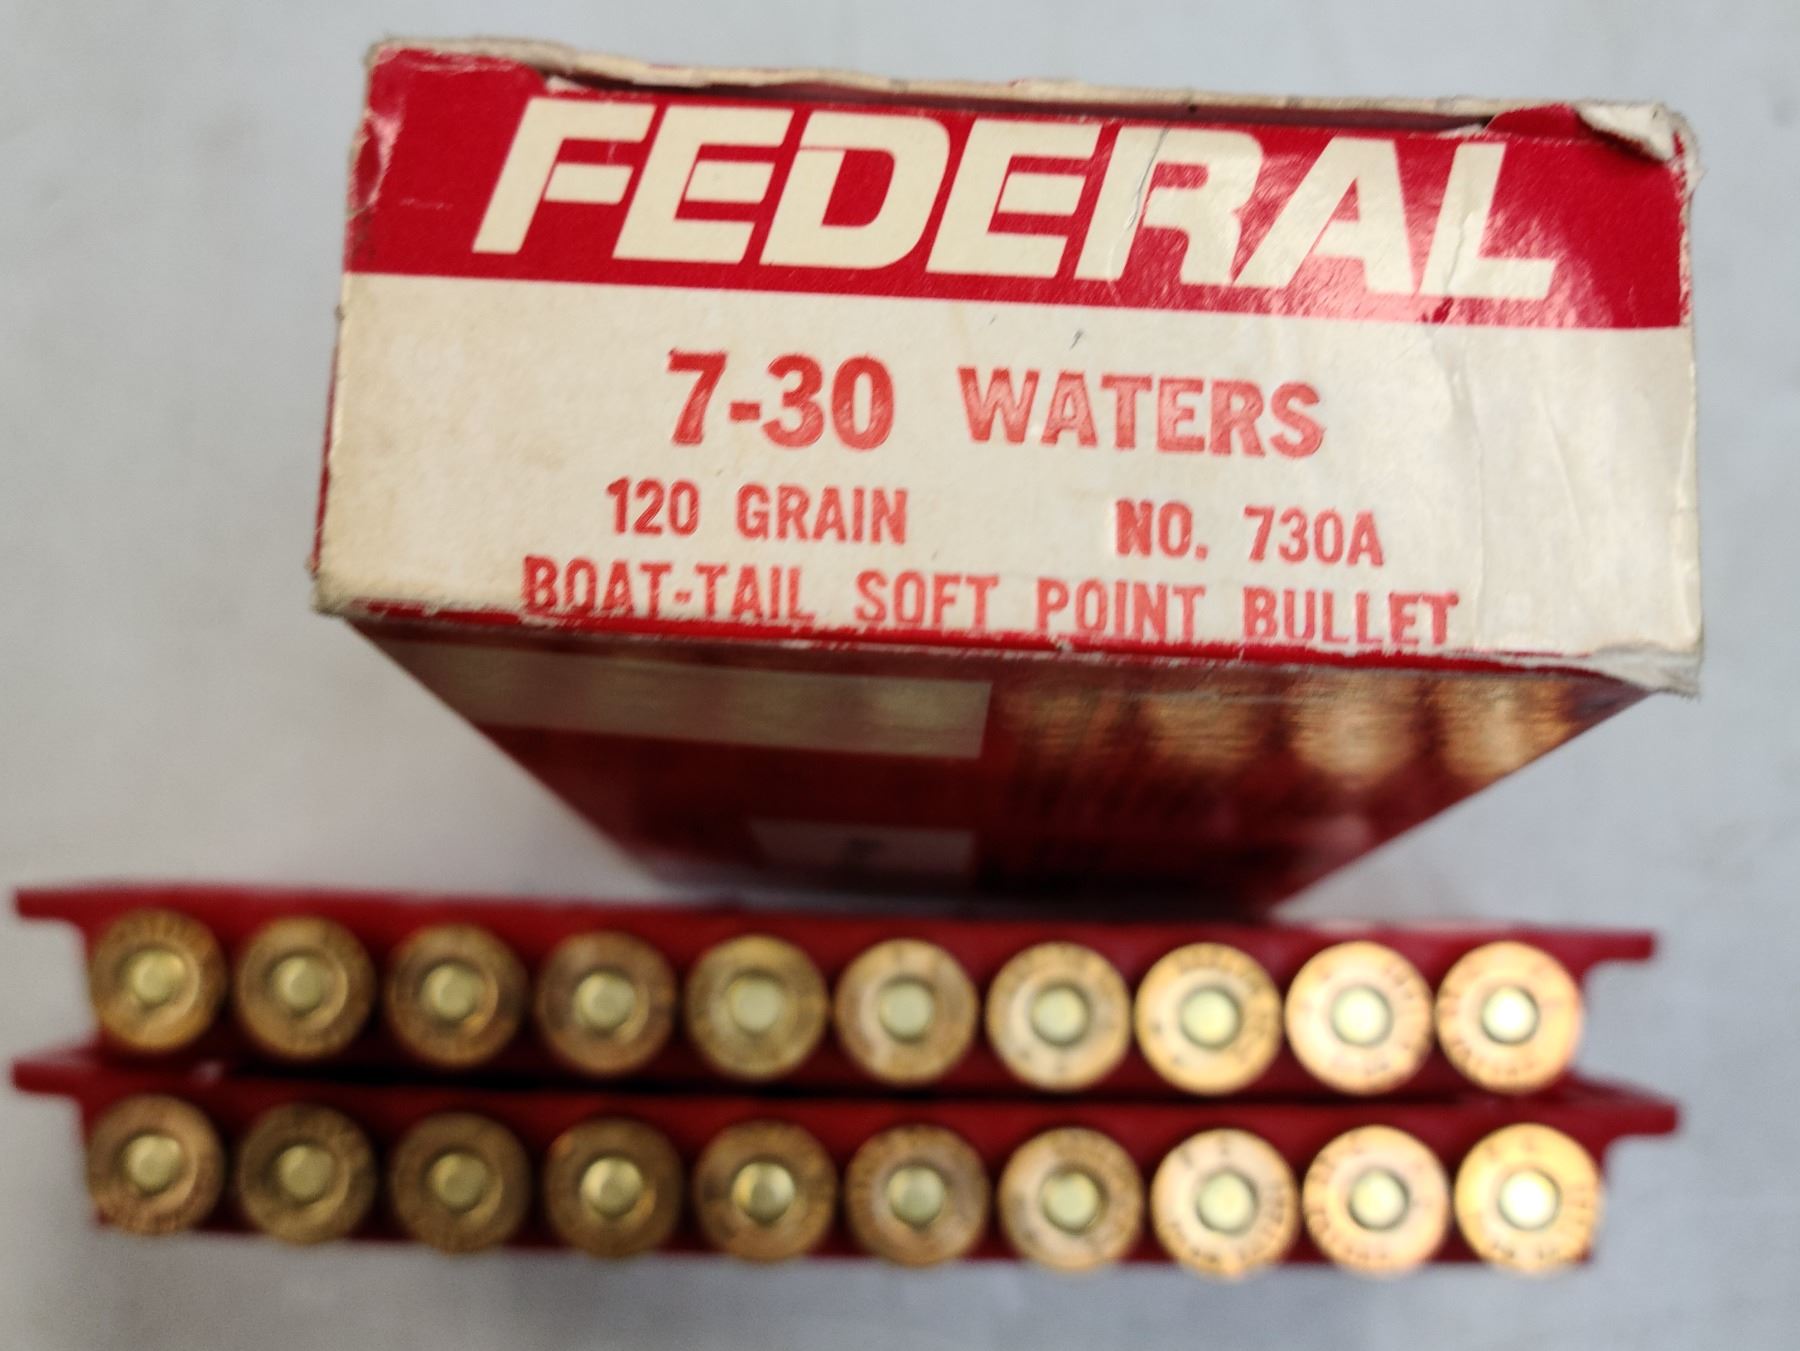 FEDERAL
7-30 WATERS
120 GRAIN NO. 730A
BOAT-TAIL SOFT POINT BULLET